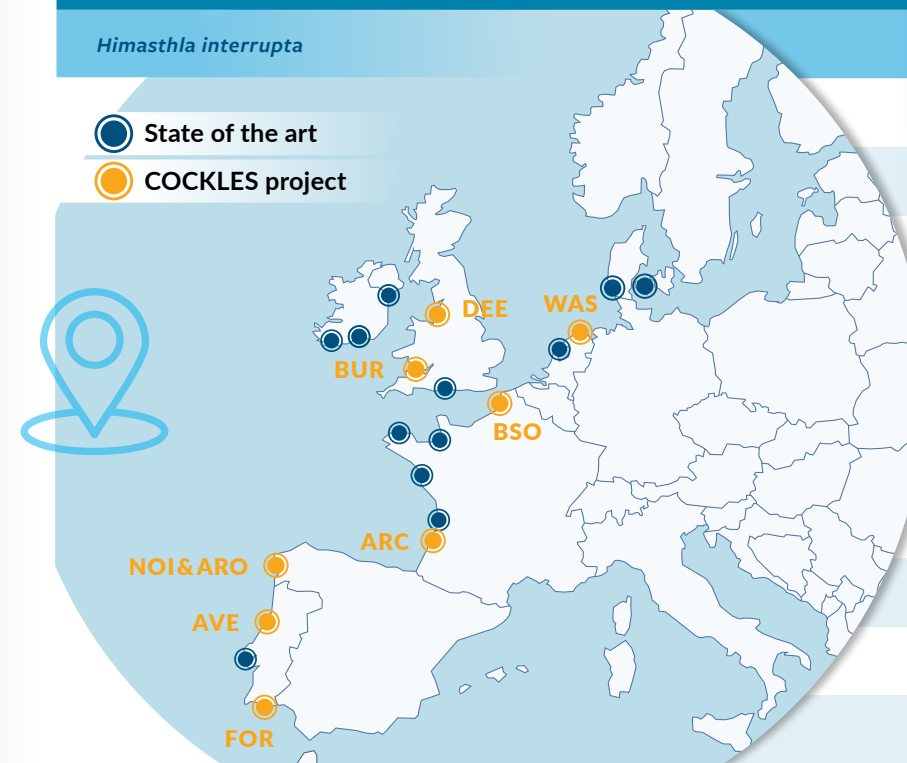 Himasthla interrupta
State of the art
COCKLES project
DEE
WAS
BUR
BSO
ARC
NOI&ARO
AVE
FOR